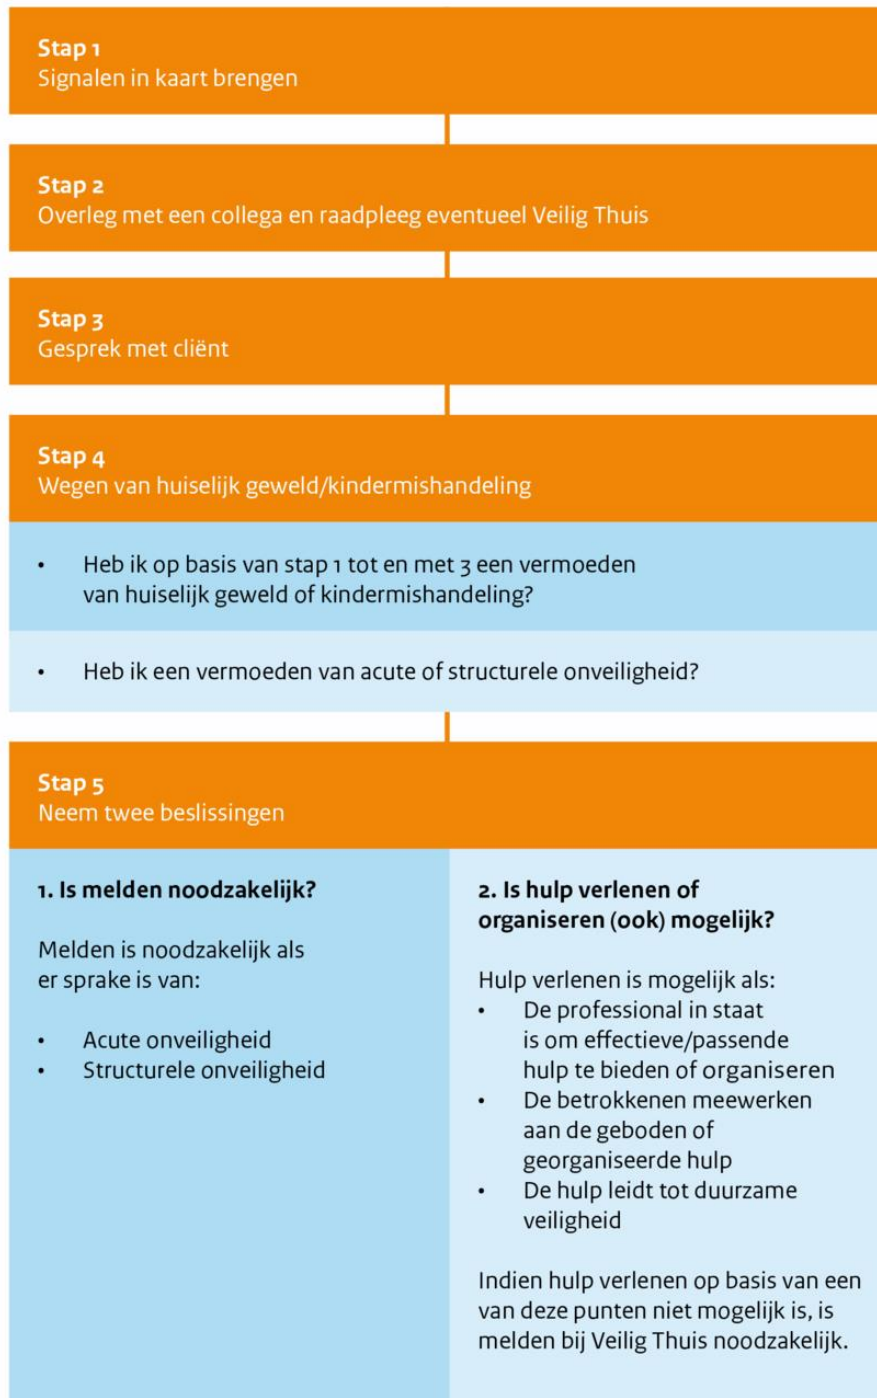 Stap 1
Signalen in kaart brengen
Stap 2
Overleg met een collega en raadpleeg eventueel Veilig Thuis
Stap 3
Gesprek met cliënt
Stap 4
Wegen van huiselijk geweld/kindermishandeling
• Heb ik op basis van stap 1 tot en met 3 een vermoeden
van huiselijk geweld of kindermishandeling?
• Heb ik een vermoeden van acute of structurele onveiligheid?
Stap 5
Neem twee beslissingen
1. Is melden noodzakelijk?
Melden is noodzakelijk als
er sprake is van:
• Acute onveiligheid
• Structurele onveiligheid
2. Is hulp verlenen of
organiseren (ook) mogelijk?
Hulp verlenen is mogelijk als:
• De professional in staat
is om effectieve/passende
hulp te bieden of organiseren
• De betrokkenen meewerken
aan de geboden of
georganiseerde hulp
• De hulp leidt tot duurzame
veiligheid
Indien hulp verlenen op basis van een
van deze punten niet mogelijk is, is
melden bij Veilig Thuis noodzakelijk.